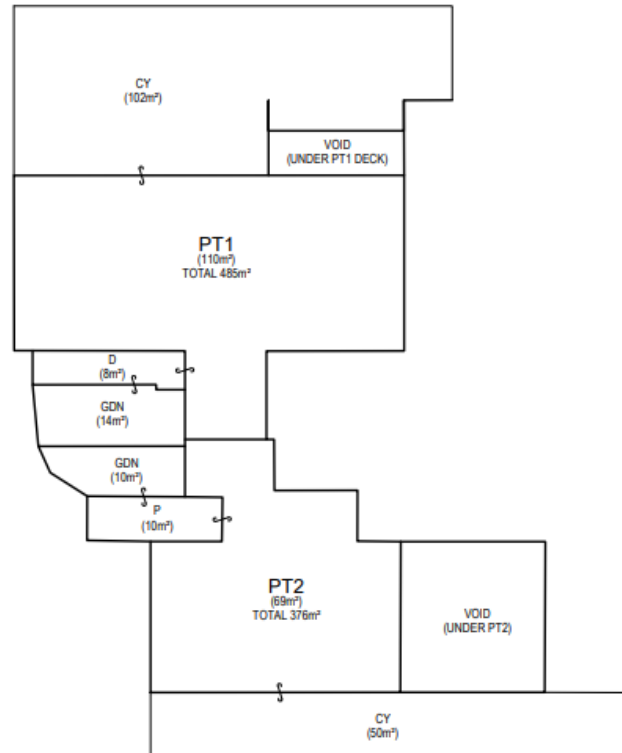 CY
(102m²)
VOID
(UNDER PT1 DECK)
PT1
(110m²)
TOTAL 485m²
D
(8m²)
GDN
(14m²)
GDN
(10m²)
P
(10m²)
PT2
(69m²)
TOTAL 376m²
VOID
(UNDER PT2)
CY
(50m²)